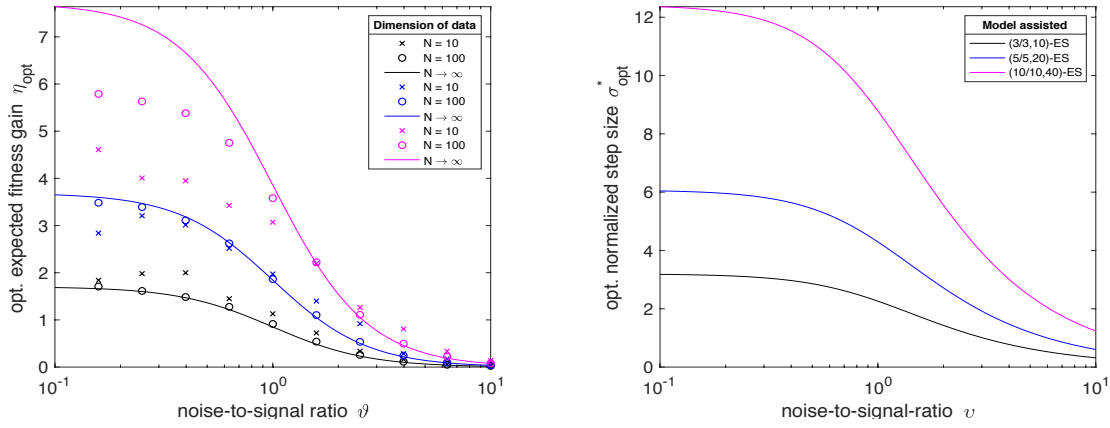 opt. expected fitness gain η_opt
7
6
5
4
3
2
1
0
10^-1
10^0
10^1
noise-to-signal ratio ϑ
Dimension of data
N = 10
N = 100
N → ∞
N = 10
N = 100
N → ∞
N = 10
N = 100
N → ∞
opt. normalized step size σ*_opt
12
10
8
6
4
2
0
10^-1
10^0
10^1
noise-to-signal-ratio υ
Model assisted
(3/3,10)-ES
(5/5,20)-ES
(10/10,40)-ES